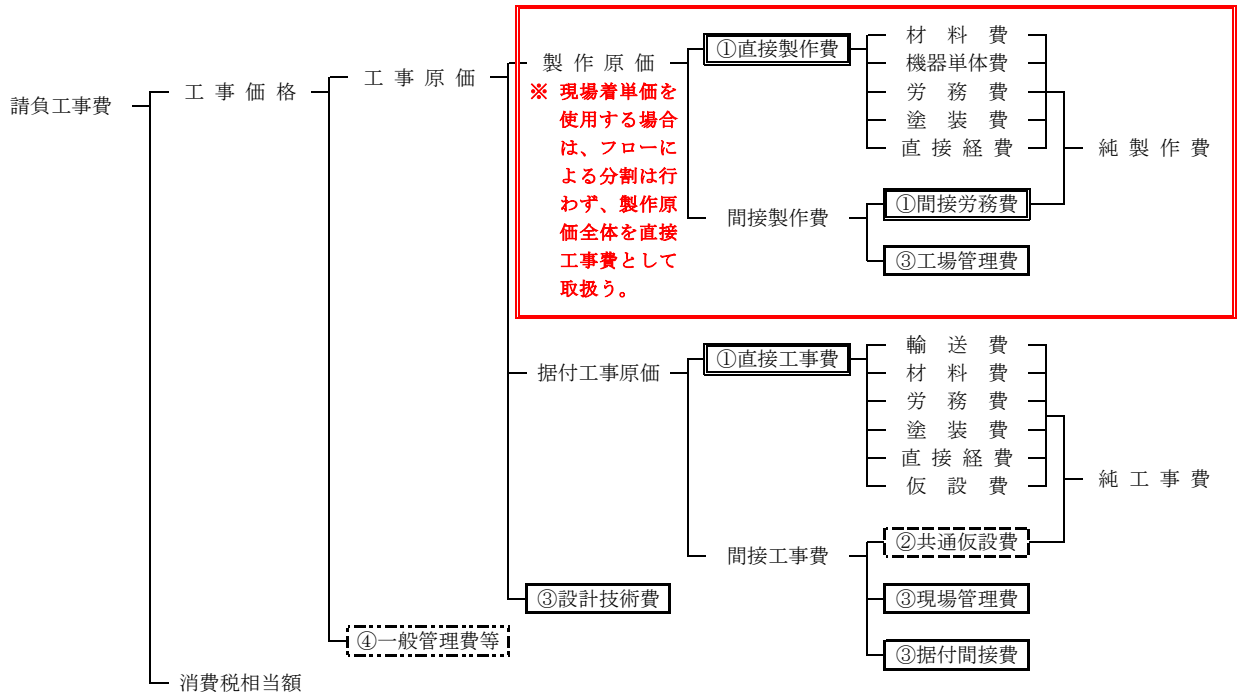 請負工事費
工事価格
工事原価
製作原価
※ 現場着単価を
使用する場合
は、フローに
よる分割は行
わず、製作原
価全体を直接
工事費として
取扱う。
①直接製作費
材料費
機器単体費
労務費
塗装費
直接経費
純製作費
間接製作費
①間接労務費
③工場管理費
据付工事原価
①直接工事費
輸送費
材料費
労務費
塗装費
直接経費
仮設費
純工事費
間接工事費
②共通仮設費
③現場管理費
③据付間接費
③設計技術費
④一般管理費等
消費税相当額